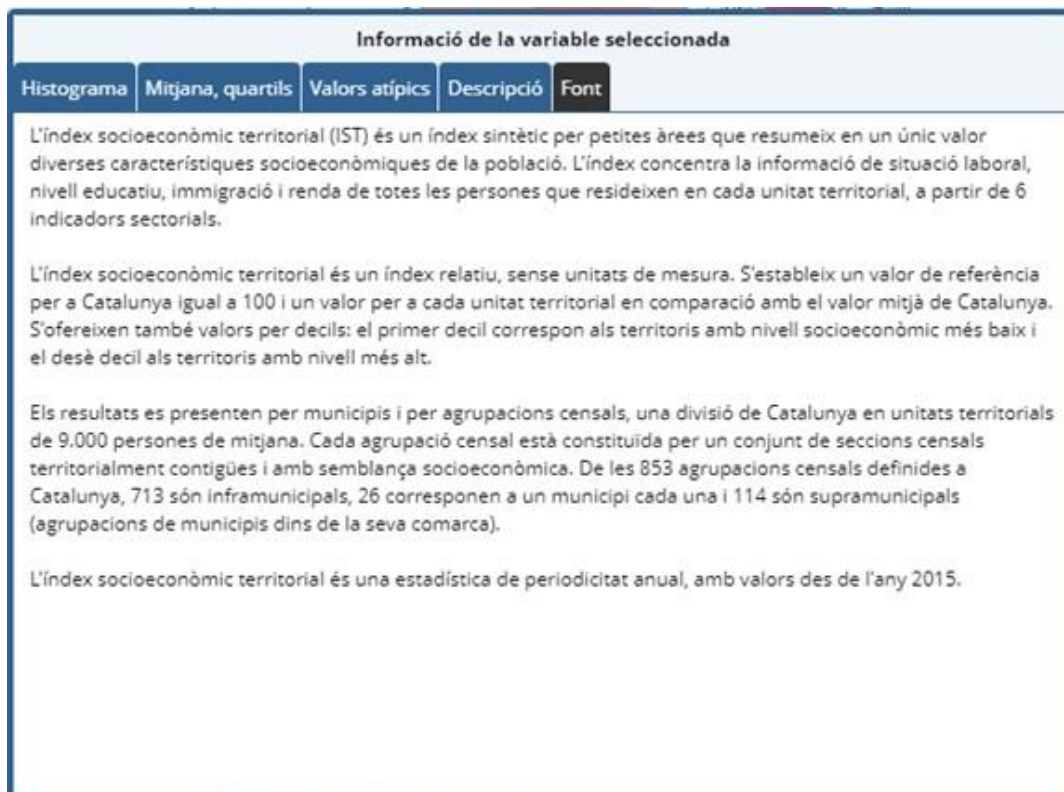 Informació de la variable seleccionada
Histograma Mitjana, quartils Valors atípics Descripció Font
L'índex socioeconòmic territorial (IST) és un índex sintètic per petites àrees que resumeix en un únic valor
diverses característiques socioeconòmiques de la població. L'índex concentra la informació de situació laboral,
nivell educatiu, immigració i renda de totes les persones que resideixen en cada unitat territorial, a partir de 6
indicadors sectorials.
L'índex socioeconòmic territorial és un índex relatiu, sense unitats de mesura. S'estableix un valor de referència
per a Catalunya igual a 100 i un valor per a cada unitat territorial en comparació amb el valor mitjà de Catalunya.
S'ofereixen també valors per decils: el primer decil correspon als territoris amb nivell socioeconòmic més baix i
el desè decil als territoris amb nivell més alt.
Els resultats es presenten per municipis i per agrupacions censals, una divisió de Catalunya en unitats territorials
de 9.000 persones de mitjana. Cada agrupació censal està constituïda per un conjunt de seccions censals
territorialment contigües i amb semblança socioeconòmica. De les 853 agrupacions censals definides a
Catalunya, 713 són inframunicipals, 26 corresponen a un municipi cada una i 114 són supramunicipals
(agrupacions de municipis dins de la seva comarca).
L'índex socioeconòmic territorial és una estadística de periodicitat anual, amb valors des de l'any 2015.